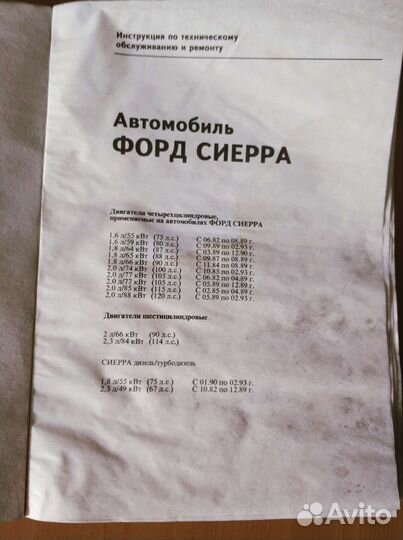 Инструкция по техническому
обслуживанию и ремонту
Автомобиль
ФОРД СИЕРРА
Двигатели четырехцилиндровые,
применяемые на автомобилях ФОРД СИЕРРА
1,6 л/55 кВт (75 л.с.) С 06.82 по 08.89 г.
1,6 л/59 кВт (80 л.с.) С 09.89 по 02.93 г.
1,8 л/64 кВт (87 л.с.) С 03.89 по 12.90 г.
1,8 л/65 кВт (88 л.с.) С 09.87 по 08.89 г.
1,8 л/66 кВт (90 л.с.) С 11.84 по 08.89 г.
2,0 л/74 кВт (100 л.с.) С 10.85 по 02.93 г.
2,0 л/77 кВт (105 л.с.) С 06.82 по 04.89 г.
2,0 л/77 кВт (105 л.с.) С 05.89 по 12.89 г.
2,0 л/85 кВт (115 л.с.) С 02.85 по 04.89 г.
2,0 л/88 кВт (120 л.с.) С 05.89 по 02.93 г.
Двигатели шестицилиндровые
2 л/66 кВт (90 л.с.)
2,3 л/84 кВт (114 л.с.)
СИЕРРА дизель/турбодизель
1,8 л/55 кВт (75 л.с.) С 01.90 по 02.93 г.
2,3 л/49 кВт (67 л.с.) С 10.82 по 12.89 г.
Avito